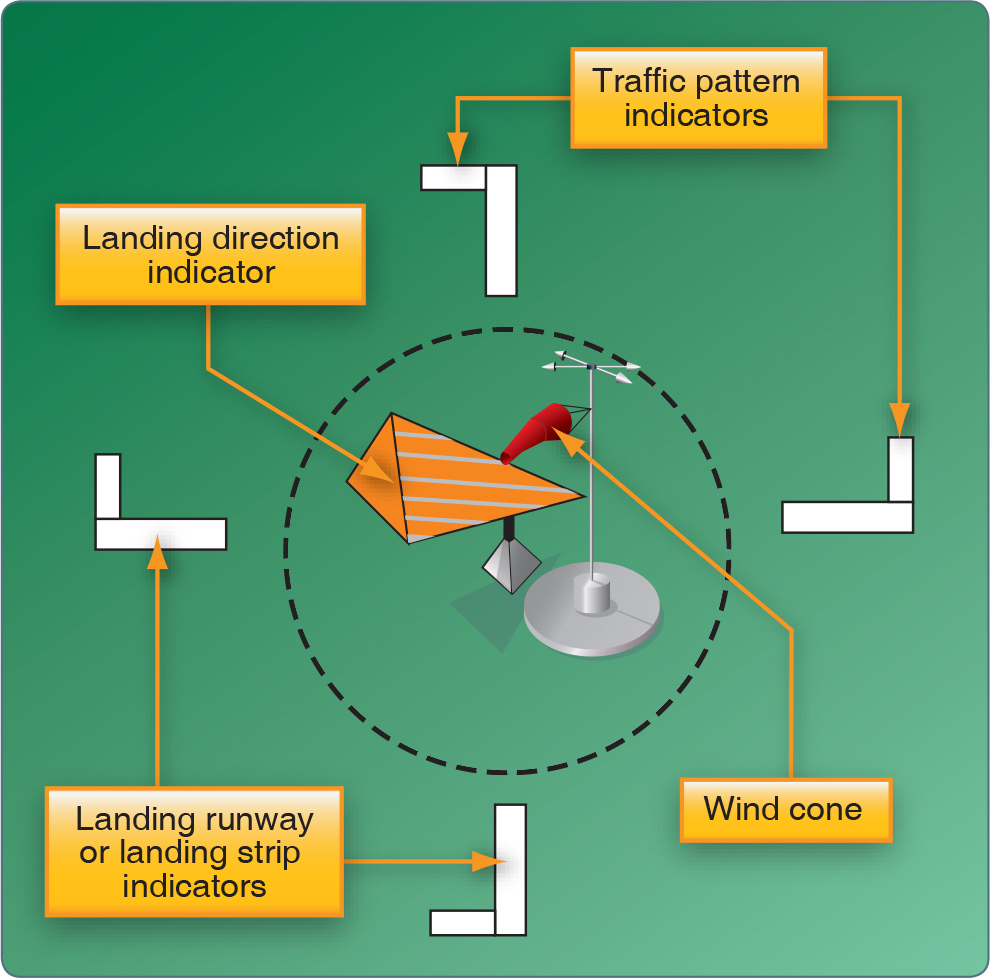 Traffic pattern
indicators
Landing direction
indicator
Wind cone
Landing runway
or landing strip
indicators